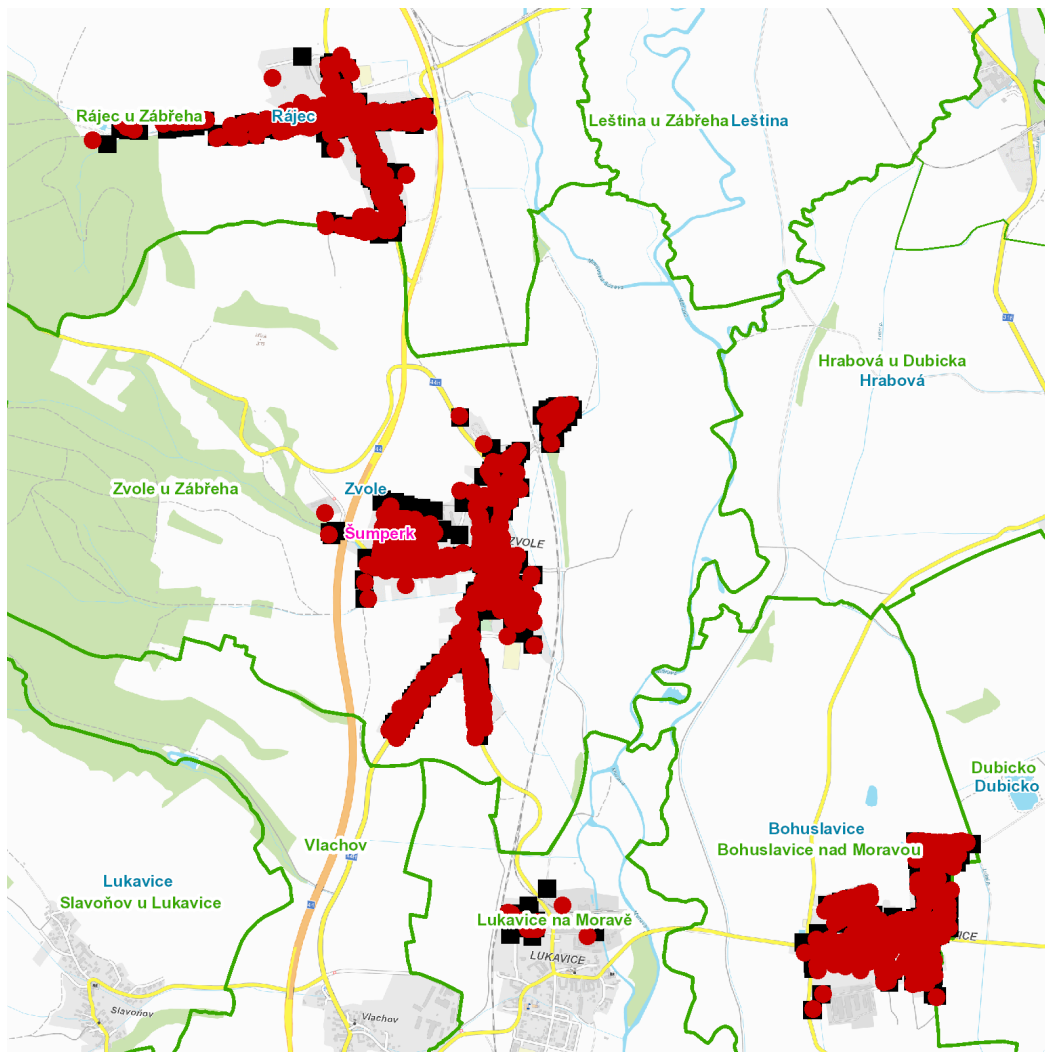 Rájec u Zábřeha
Rájec
Leština u Zábřeha
Leština
Hrabová u Dubicka
Hrabová
Zvole u Zábřeha
Zvole
Šumperk
ZVOLE
Dubicko
Dubicko
Bohuslavice
Bohuslavice nad Moravou
Vlachov
Lukavice
Slavoňov u Lukavice
Lukavice na Moravě
LUKAVICE
Slavoňov
Vlachov